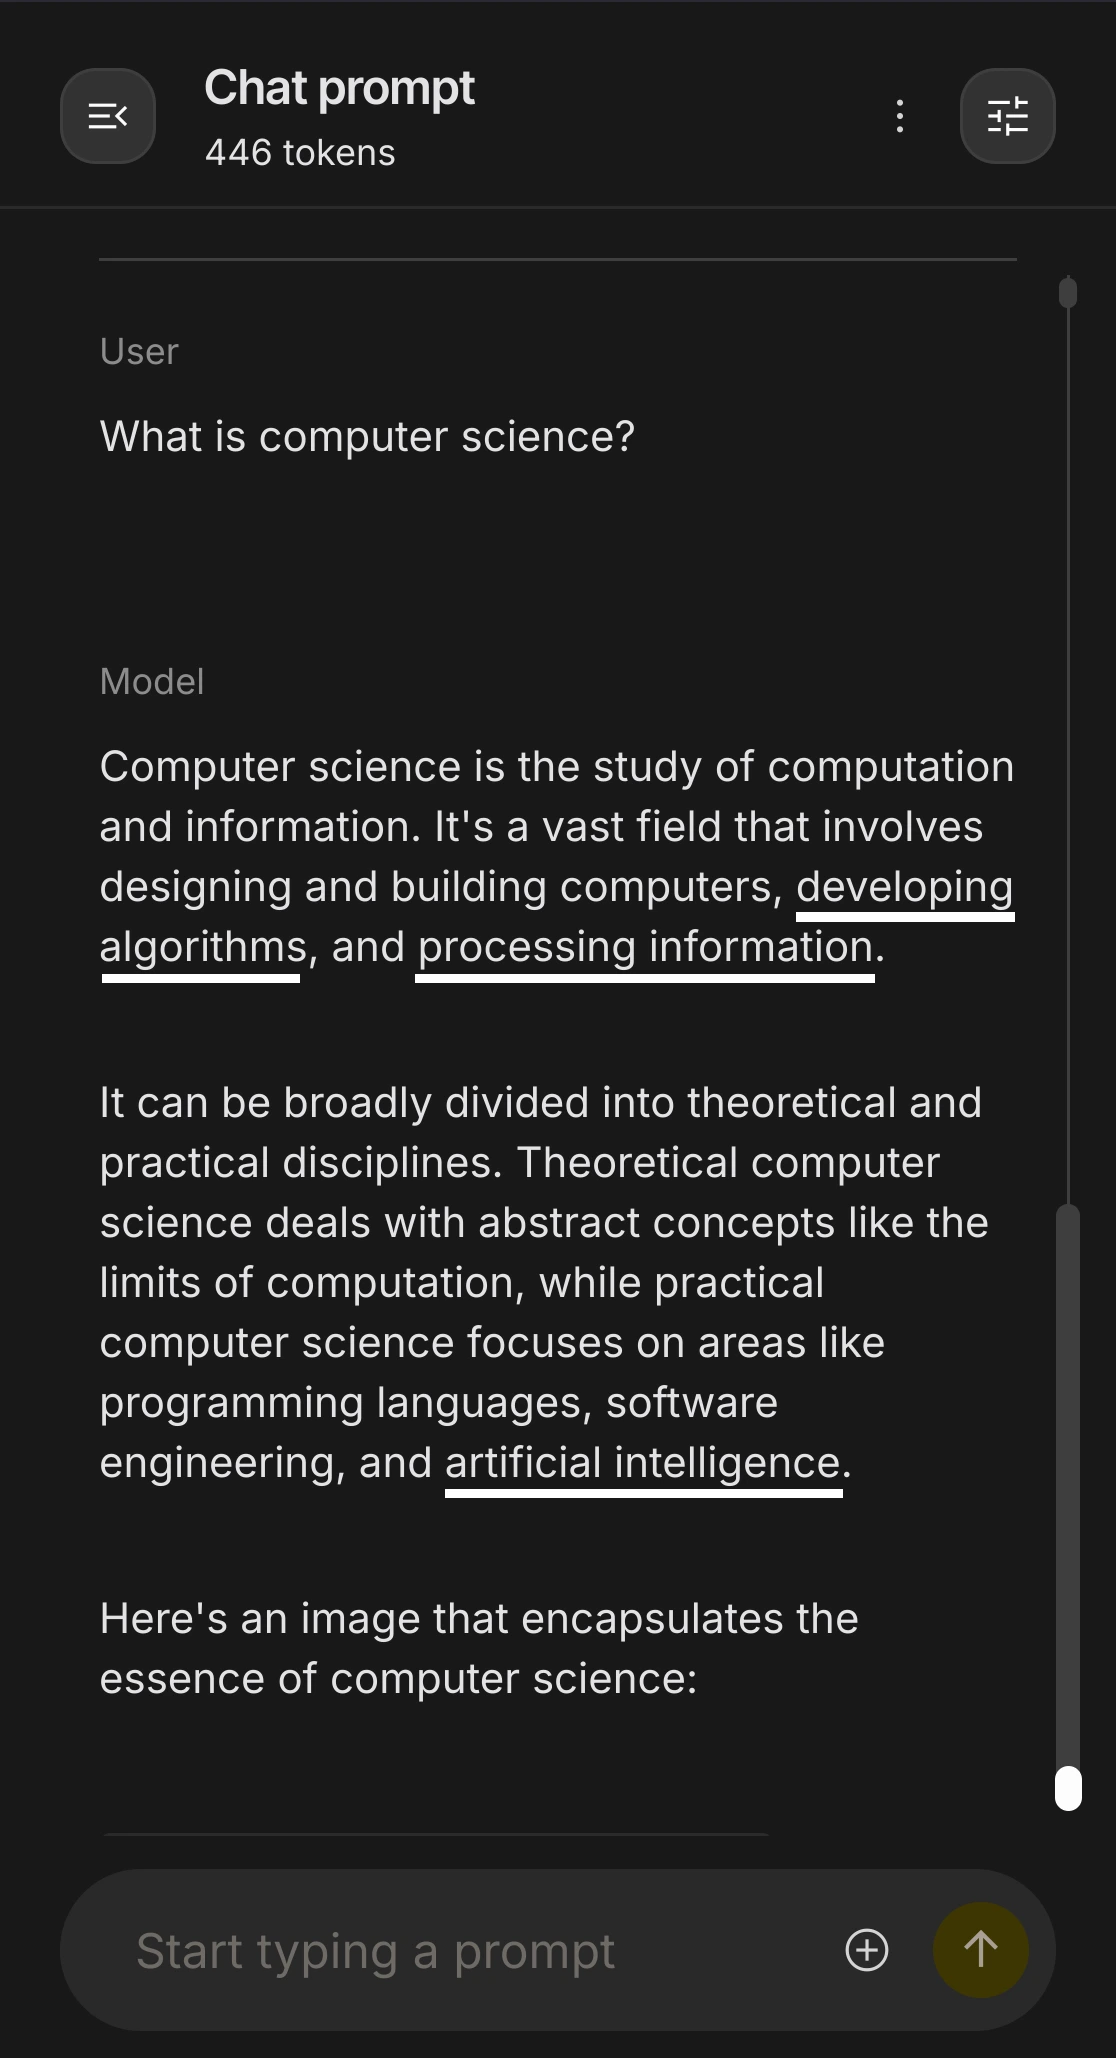 Chat prompt
446 tokens
User
What is computer science?
Model
Computer science is the study of computation
and information. It's a vast field that involves
designing and building computers, developing
algorithms, and processing information.
It can be broadly divided into theoretical and
practical disciplines. Theoretical computer
science deals with abstract concepts like the
limits of computation, while practical
computer science focuses on areas like
programming languages, software
engineering, and artificial intelligence.
Here's an image that encapsulates the
essence of computer science:
Start typing a prompt